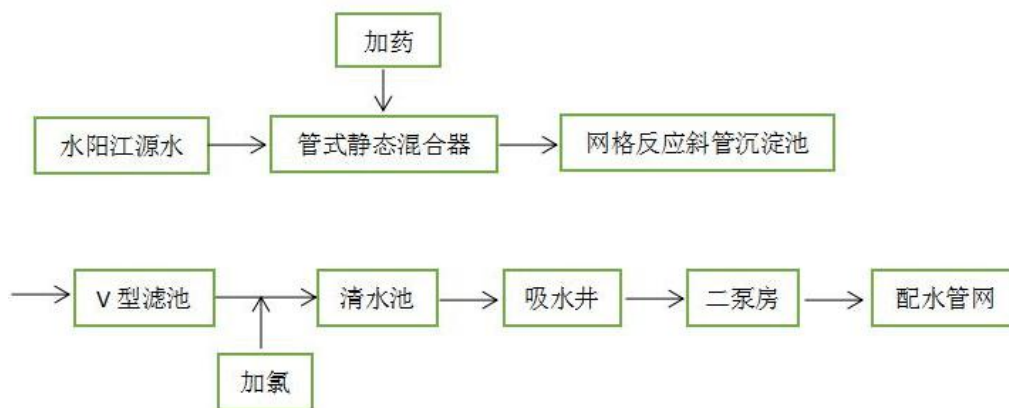 加药
水阳江源水
管式静态混合器
网格反应斜管沉淀池
V 型滤池
清水池
吸水井
二泵房
配水管网
加氯